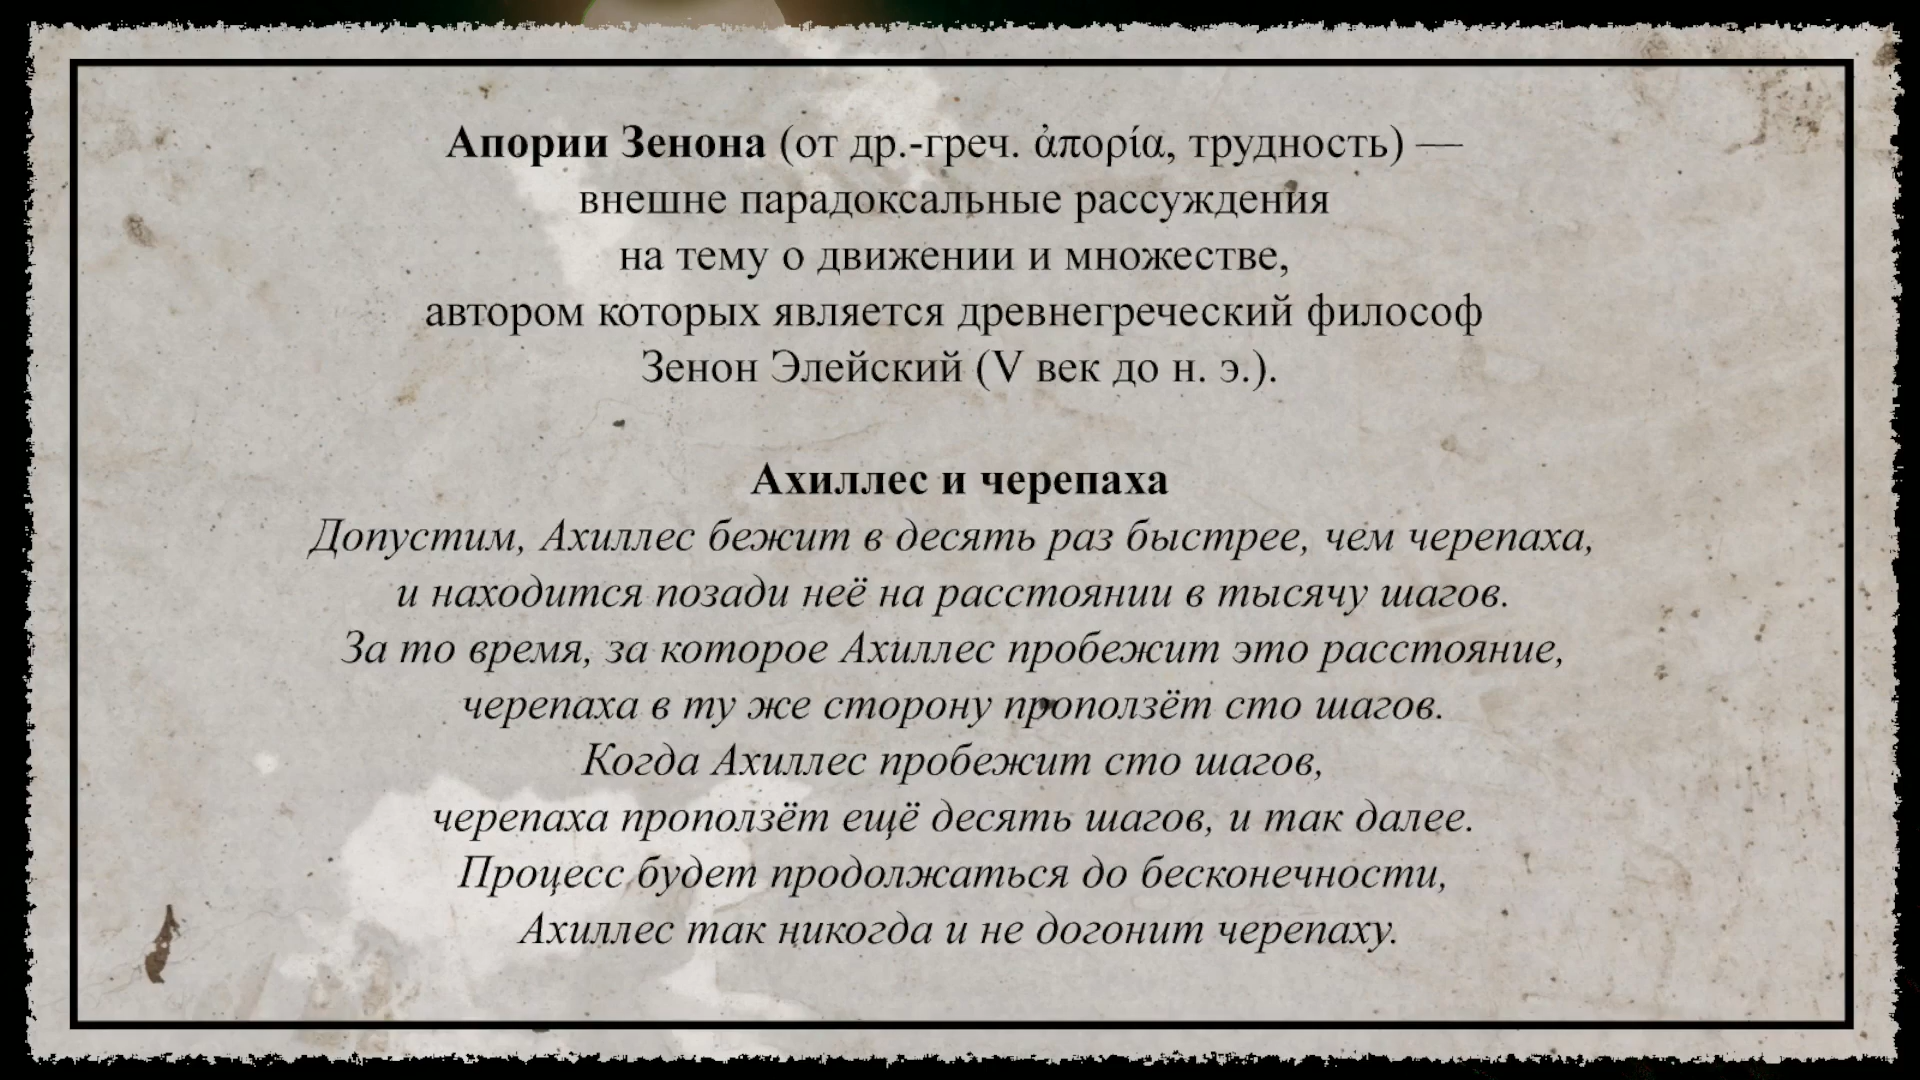 Апории Зенона (от др.-греч. ἀπορία, трудность) —
внешне парадоксальные рассуждения
на тему о движении и множестве,
автором которых является древнегреческий философ
Зенон Элейский (V век до н. э.).
Ахиллес и черепаха
Допустим, Ахиллес бежит в десять раз быстрее, чем черепаха,
и находится позади неё на расстоянии в тысячу шагов.
За то время, за которое Ахиллес пробежит это расстояние,
черепаха в ту же сторону проползёт сто шагов.
Когда Ахиллес пробежит сто шагов,
черепаха проползёт ещё десять шагов, и так далее.
Процесс будет продолжаться до бесконечности,
Ахиллес так никогда и не догонит черепаху.